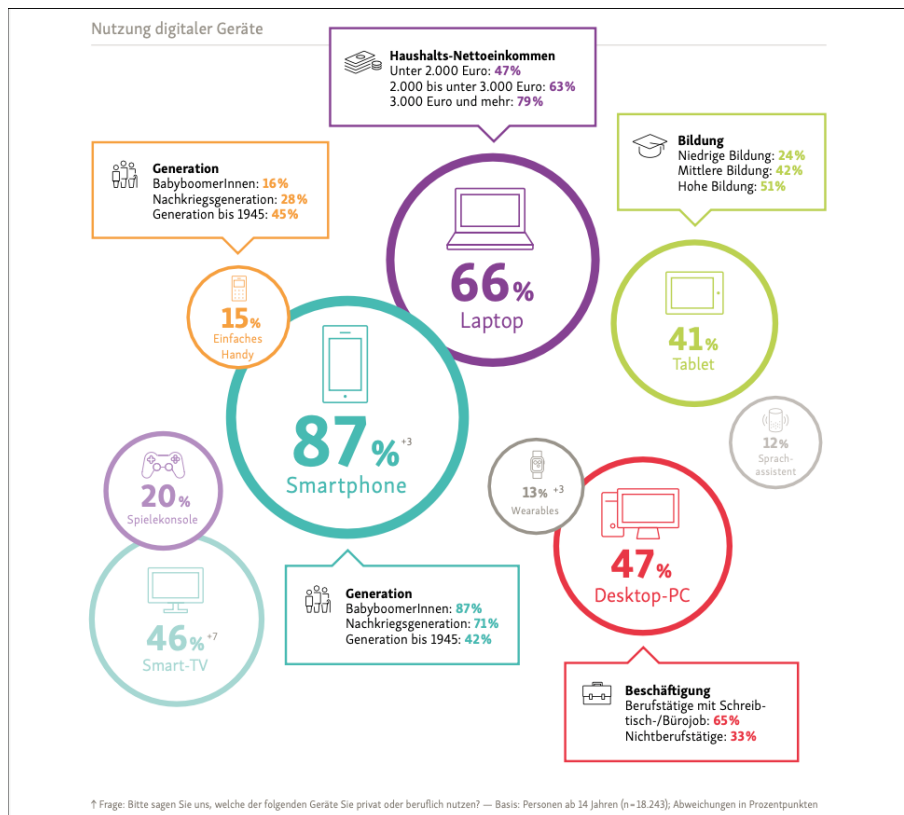 Nutzung digitaler Geräte
Haushalts-Nettoeinkommen
Unter 2.000 Euro: 47%
2.000 bis unter 3.000 Euro: 63%
3.000 Euro und mehr: 79%
Bildung
Niedrige Bildung: 24%
Mittlere Bildung: 42%
Hohe Bildung: 51%
Generation
BabyboomerInnen: 16%
Nachkriegsgeneration: 28%
Generation bis 1945: 45%
66%
Laptop
15%
Einfaches
Handy
41%
Tablet
87% +3
Smartphone
12%
Sprach-
assistent
20%
Spielekonsole
13% +3
Wearables
47%
Desktop-PC
46% +7
Smart-TV
Generation
BabyboomerInnen: 87%
Nachkriegsgeneration: 71%
Generation bis 1945: 42%
Beschäftigung
Berufstätige mit Schreib-
tisch-/Bürojob: 65%
Nichtberufstätige: 33%
↑ Frage: Bitte sagen Sie uns, welche der folgenden Geräte Sie privat oder beruflich nutzen? — Basis: Personen ab 14 Jahren (n=18.243); Abweichungen in Prozentpunkten